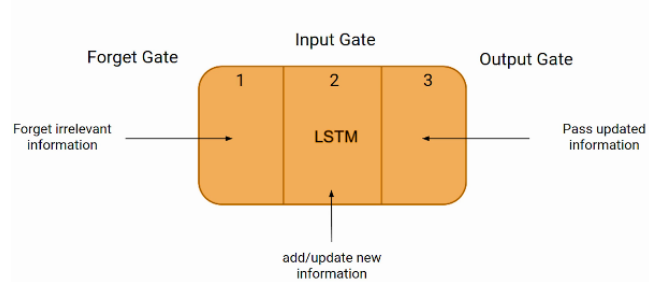 Input Gate
Forget Gate
Output Gate
1
2
3
Forget irrelevant
information
LSTM
Pass updated
information
add/update new
information